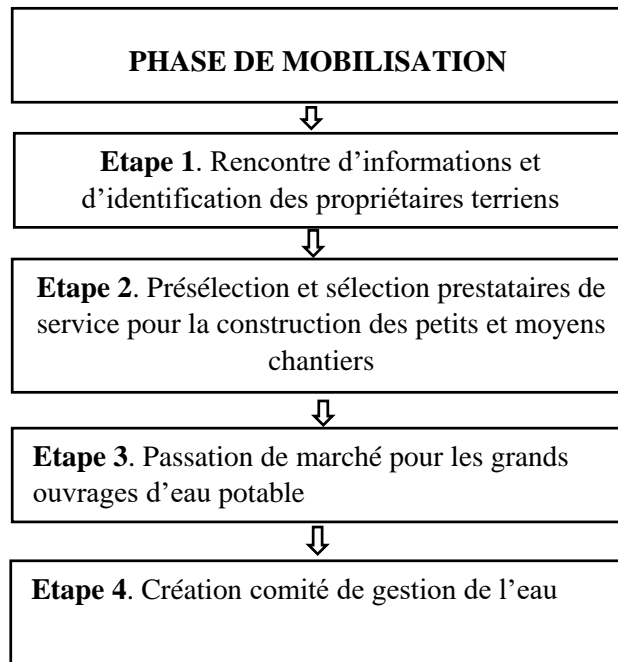 PHASE DE MOBILISATION
Etape 1. Rencontre d’informations et
d’identification des propriétaires terriens
Etape 2. Présélection et sélection prestataires de
service pour la construction des petits et moyens
chantiers
Etape 3. Passation de marché pour les grands
ouvrages d’eau potable
Etape 4. Création comité de gestion de l’eau